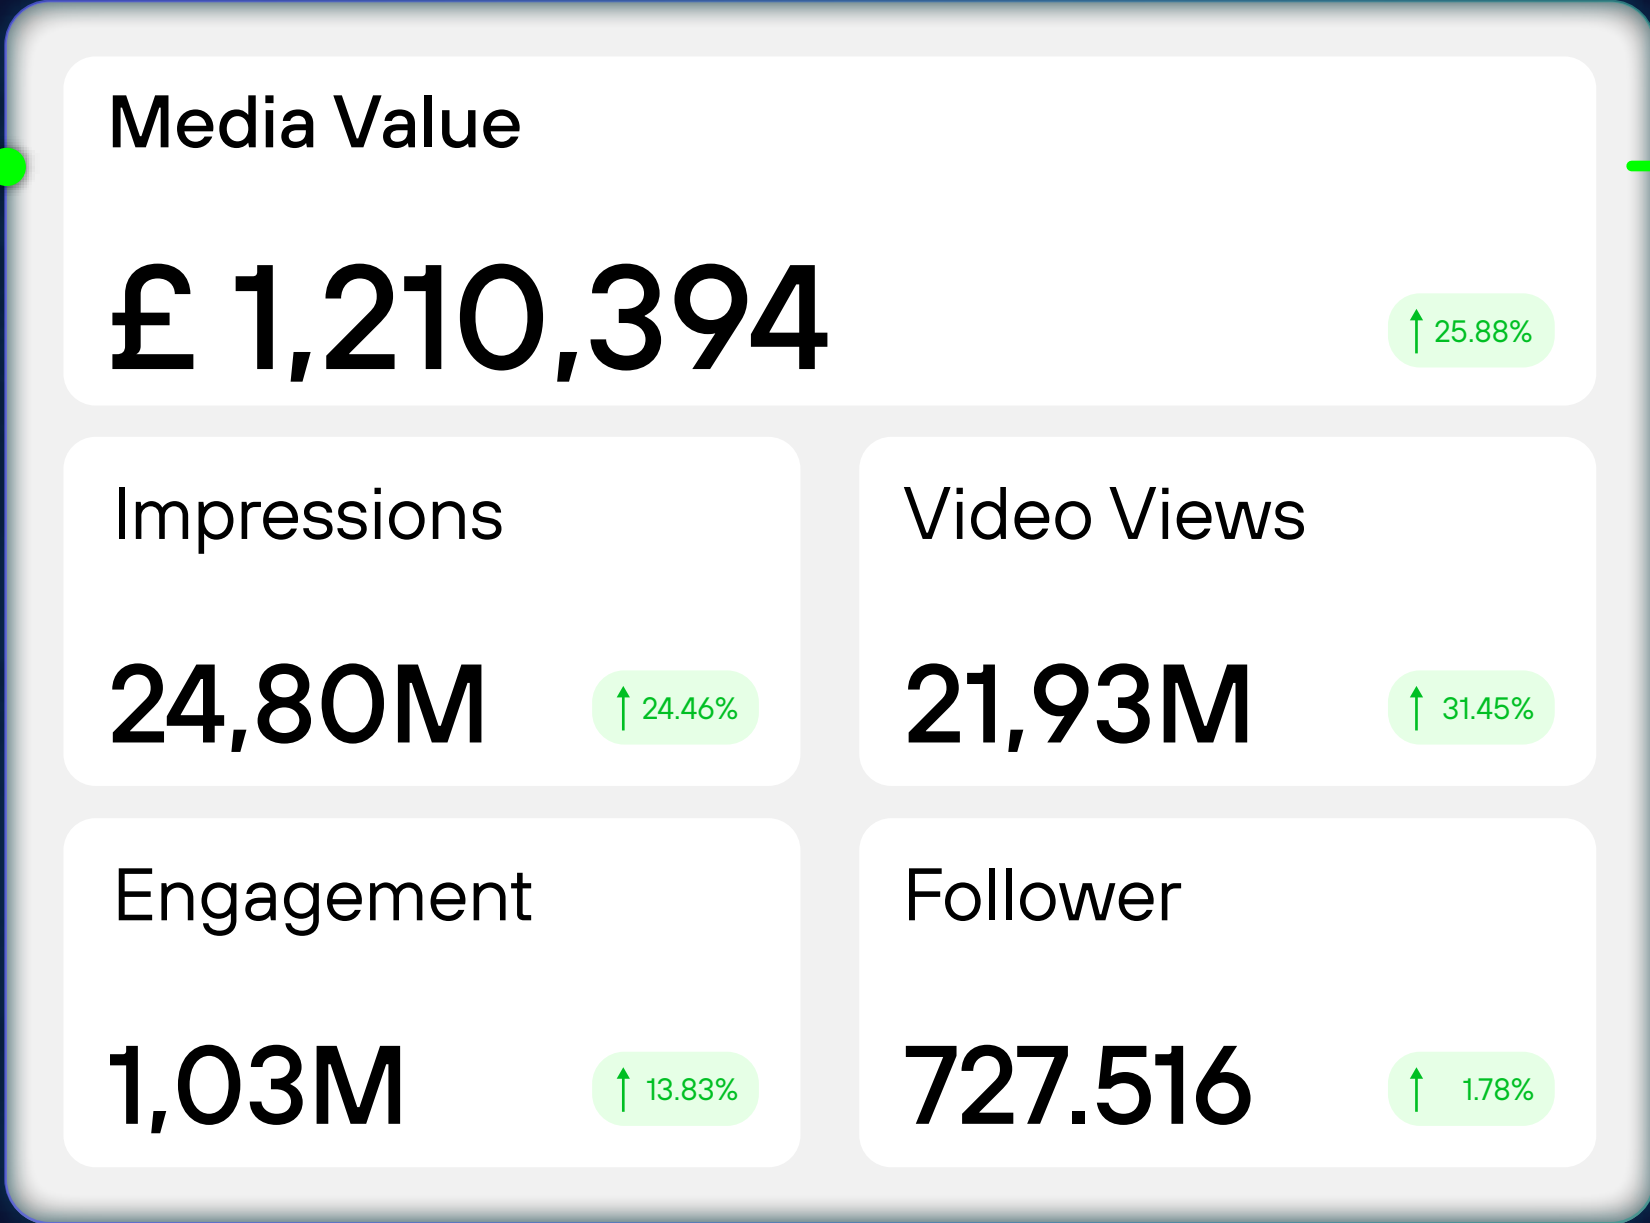 Media Value
£ 1,210,394
25.88%
Impressions
24,80M
24.46%
Video Views
21,93M
31.45%
Engagement
1,03M
13.83%
Follower
727.516
1.78%